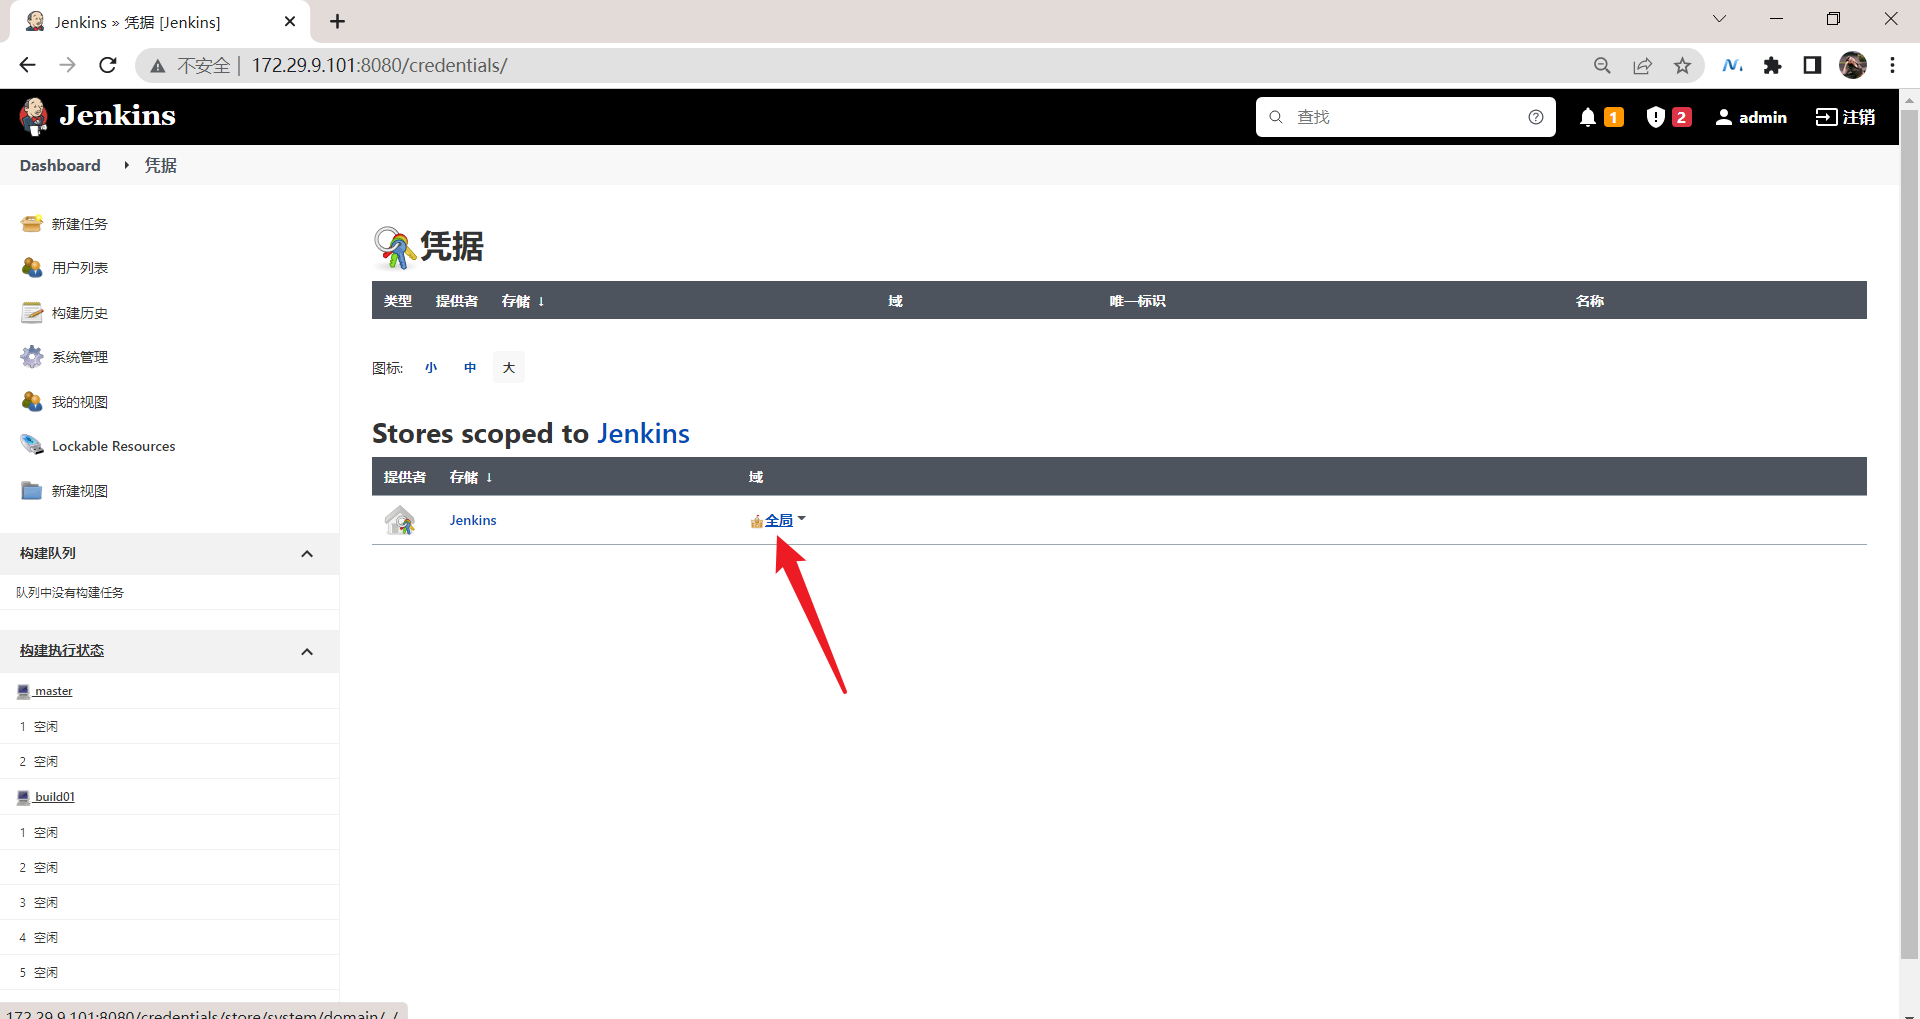 Jenkins » 凭据 [Jenkins]
不安全 | 172.29.9.101:8080/credentials/
Jenkins
查找
1
2
admin
注销
Dashboard
凭据
新建任务
用户列表
构建历史
系统管理
我的视图
Lockable Resources
新建视图
构建队列
队列中没有构建任务
构建执行状态
master
1 空闲
2 空闲
build01
1 空闲
2 空闲
3 空闲
4 空闲
5 空闲
凭据
类型 提供者 存储 ↓ 域 唯一标识 名称
图标: 小 中 大
Stores scoped to Jenkins
提供者 存储 ↓ 域
Jenkins 全局
172.29.9.101:8080/credentials/store/system/domain/_/